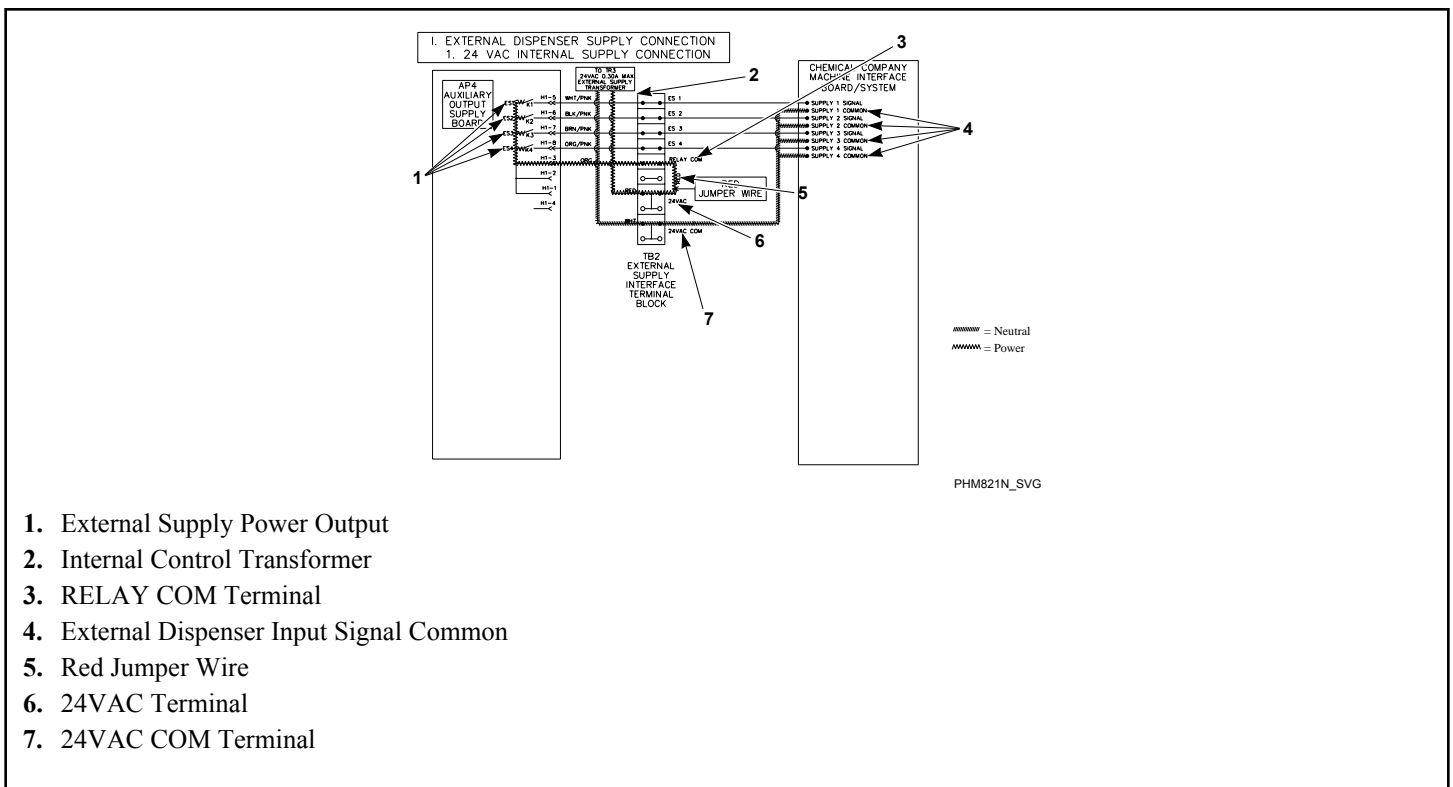 I. EXTERNAL DISPENSER SUPPLY CONNECTION
1. 24 VAC INTERNAL SUPPLY CONNECTION
3
TO TR3
24VAC 0.30A MAX
EXTERNAL SUPPLY
TRANSFORMER
2
CHEMICAL COMPANY
MACHINE INTERFACE
BOARD/SYSTEM
AP4
AUXILIARY
OUTPUT
SUPPLY
BOARD
ES1 K1 H1-5 WHT/PNK ES 1 SUPPLY 1 SIGNAL
SUPPLY 1 COMMON
ES2 K2 H1-6 BLK/PNK ES 2 SUPPLY 2 SIGNAL
SUPPLY 2 COMMON
4
ES3 K3 H1-7 BRN/PNK ES 3 SUPPLY 3 SIGNAL
SUPPLY 3 COMMON
ES4 K4 H1-8 ORG/PNK ES 4 SUPPLY 4 SIGNAL
SUPPLY 4 COMMON
H1-3 ORG RELAY COM
1
H1-2
H1-1 RED RED
JUMPER WIRE
5
H1-4 24VAC
6
WHT 24VAC COM
TB2
EXTERNAL
SUPPLY
INTERFACE
TERMINAL
BLOCK
7
= Neutral
= Power
PHM821N_SVG
1. External Supply Power Output
2. Internal Control Transformer
3. RELAY COM Terminal
4. External Dispenser Input Signal Common
5. Red Jumper Wire
6. 24VAC Terminal
7. 24VAC COM Terminal